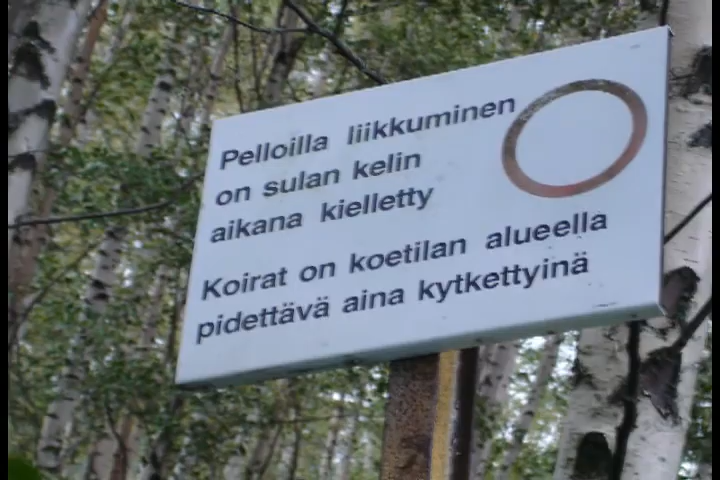 Pelloilla liikkuminen
on sulan kelin
aikana kielletty
Koirat on koetilan alueella
pidettävä aina kytkettyinä